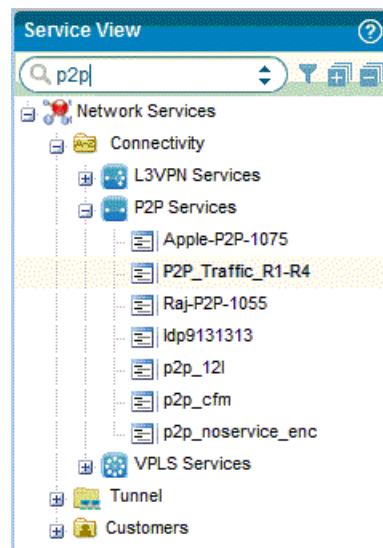 Service View
p2p
Network Services
Connectivity
L3VPN Services
P2P Services
Apple-P2P-1075
P2P_Traffic_R1-R4
Raj-P2P-1055
ldp9131313
p2p_12l
p2p_cfm
p2p_noservice_enc
VPLS Services
Tunnel
Customers